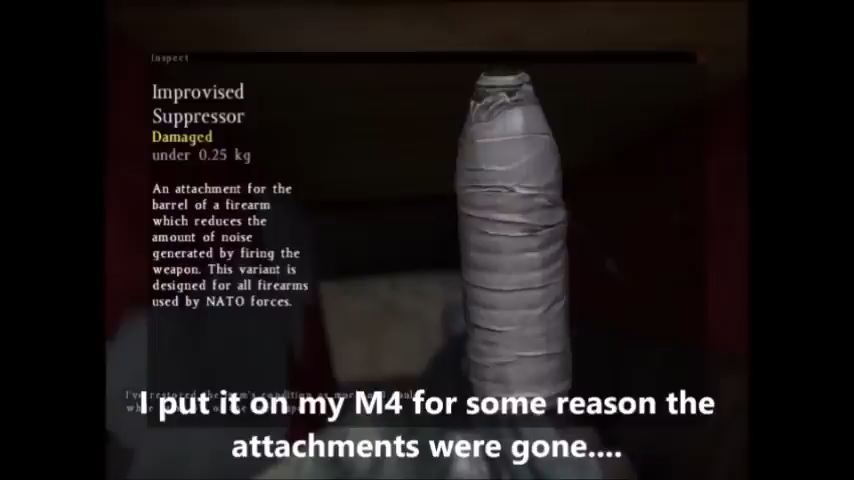 Inspect
Improvised
Suppressor
Damaged
under 0.25 kg
An attachment for the
barrel of a firearm
which reduces the
amount of noise
generated by firing the
weapon. This variant is
designed for all firearms
used by NATO forces.
I put it on my M4 for some reason the
attachments were gone....